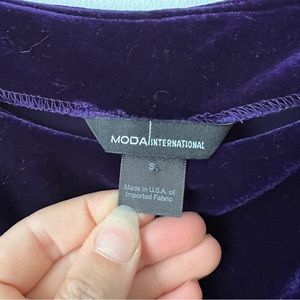 MODA INTERNATIONAL
S
Made in U.S.A. of
Imported Fabric